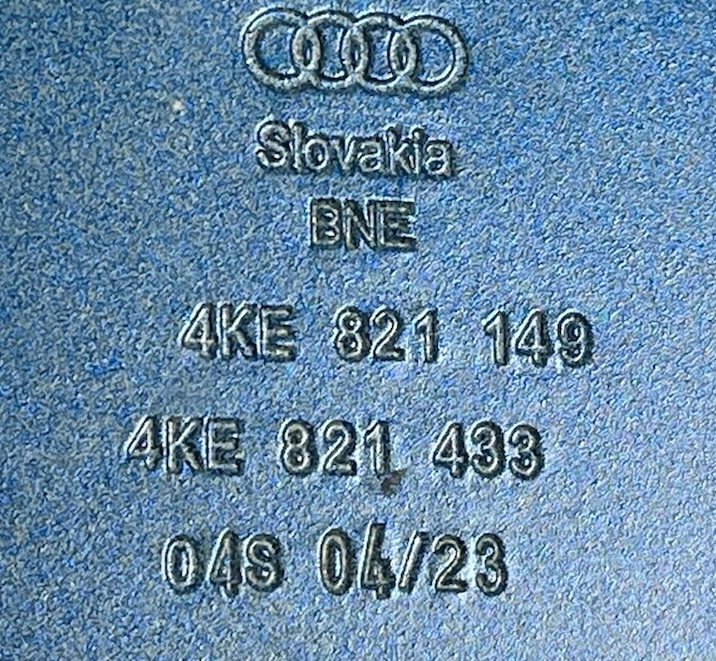 Slovakia
BNE
4KE 821 149
4KE 821 433
04S 04/23